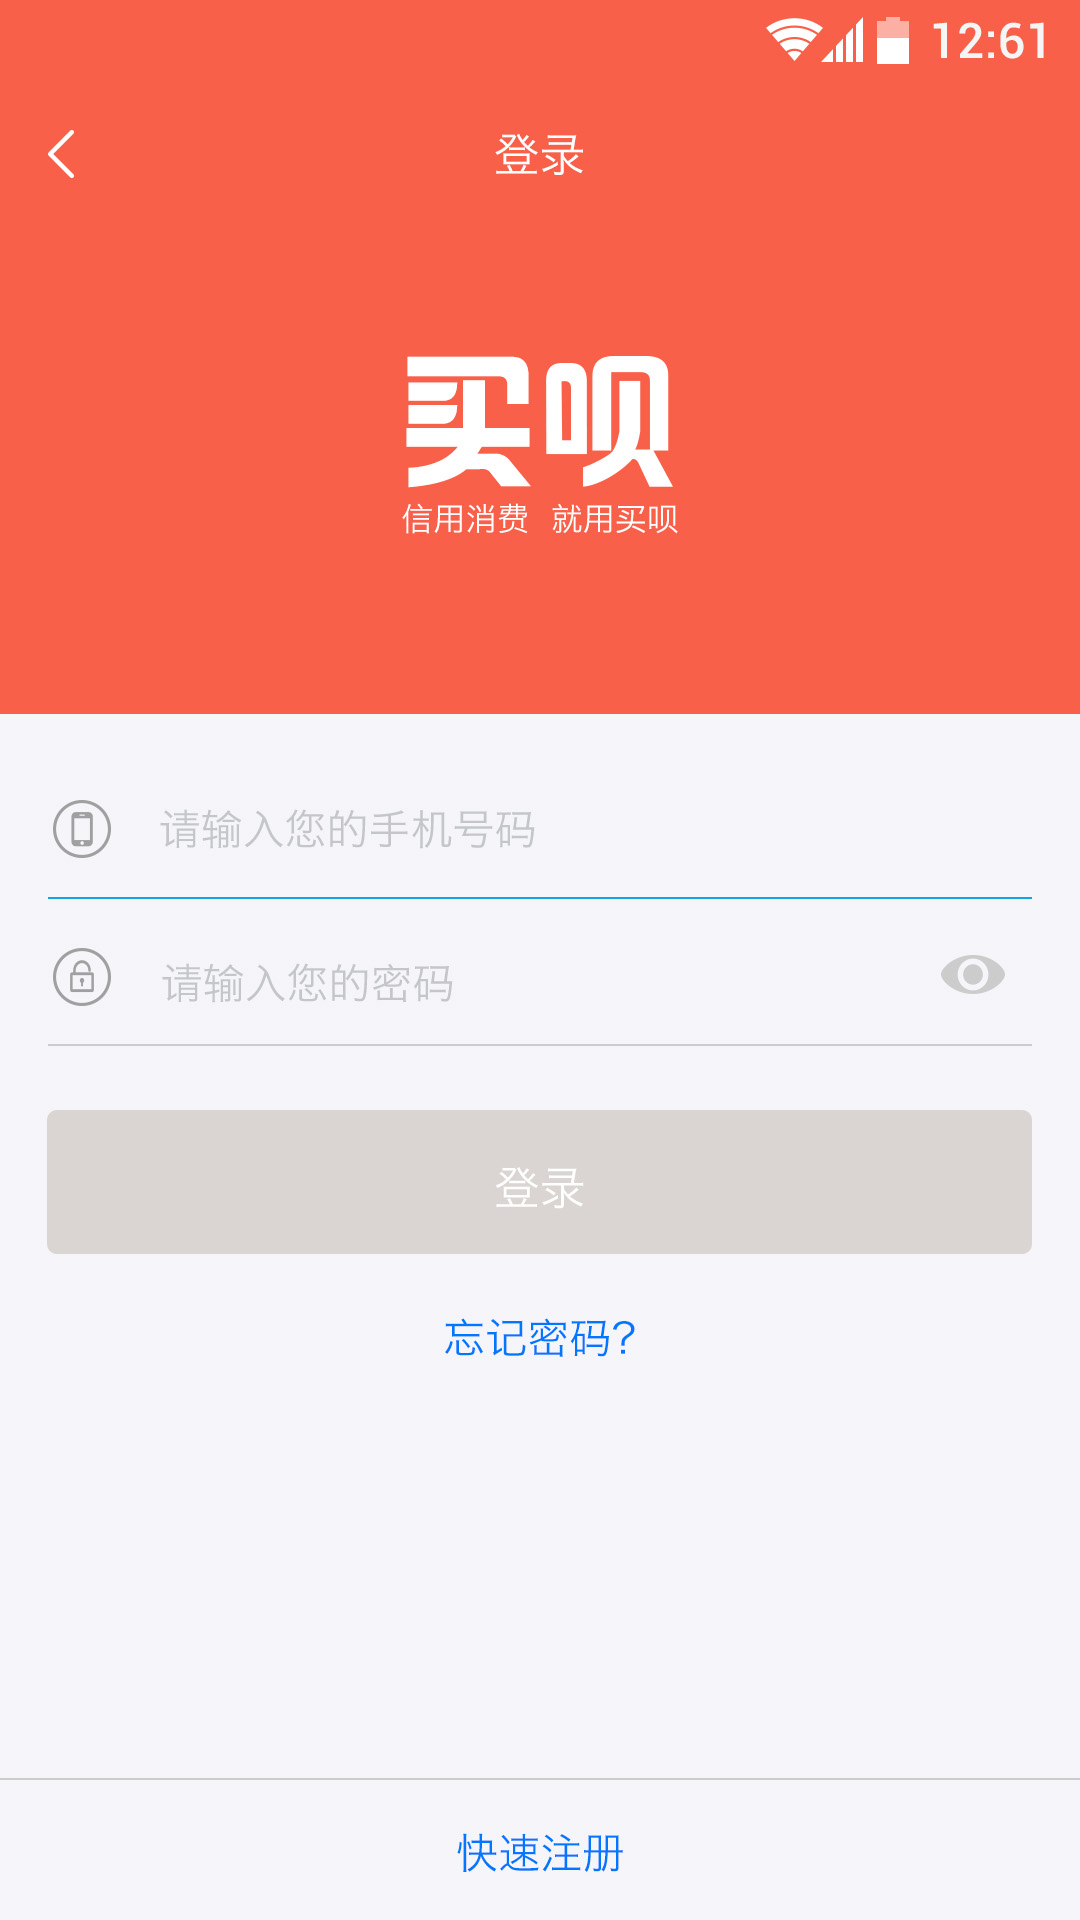 12:61
登录
买呗
信用消费 就用买呗
请输入您的手机号码
请输入您的密码
登录
忘记密码?
快速注册